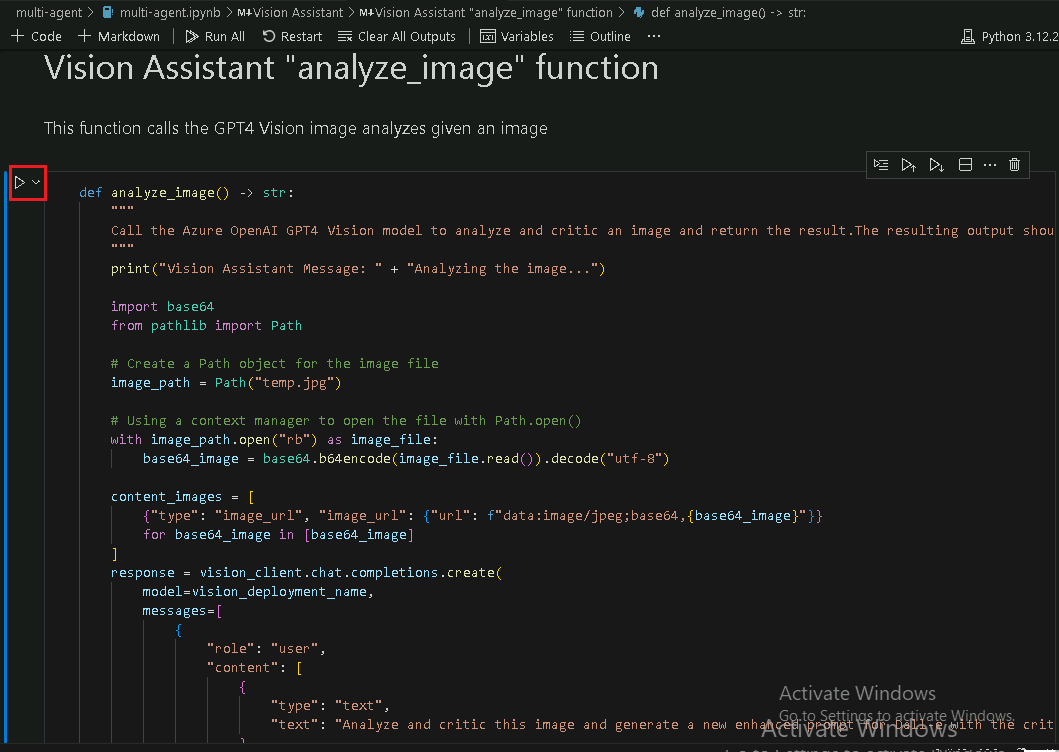 multi-agent > multi-agent.ipynb > M↓Vision Assistant > M↓Vision Assistant "analyze_image" function > def analyze_image() -> str:
+ Code + Markdown | Run All Restart Clear All Outputs | Variables Outline ... Python 3.12.2
Vision Assistant "analyze_image" function
This function calls the GPT4 Vision image analyzes given an image
def analyze_image() -> str:
"""
Call the Azure OpenAI GPT4 Vision model to analyze and critic an image and return the result.The resulting output shou
"""
print("Vision Assistant Message: " + "Analyzing the image...")
import base64
from pathlib import Path
# Create a Path object for the image file
image_path = Path("temp.jpg")
# Using a context manager to open the file with Path.open()
with image_path.open("rb") as image_file:
base64_image = base64.b64encode(image_file.read()).decode("utf-8")
content_images = [
{"type": "image_url", "image_url": {"url": f"data:image/jpeg;base64,{base64_image}"}}
for base64_image in [base64_image]
]
response = vision_client.chat.completions.create(
model=vision_deployment_name,
messages=[
{
"role": "user",
"content": [
{
"type": "text",
"text": "Analyze and critic this image and generate a new enhanced prompt for Dall-e with the crit
Activate Windows
Go to Settings to activate Windows.
Activate Windows